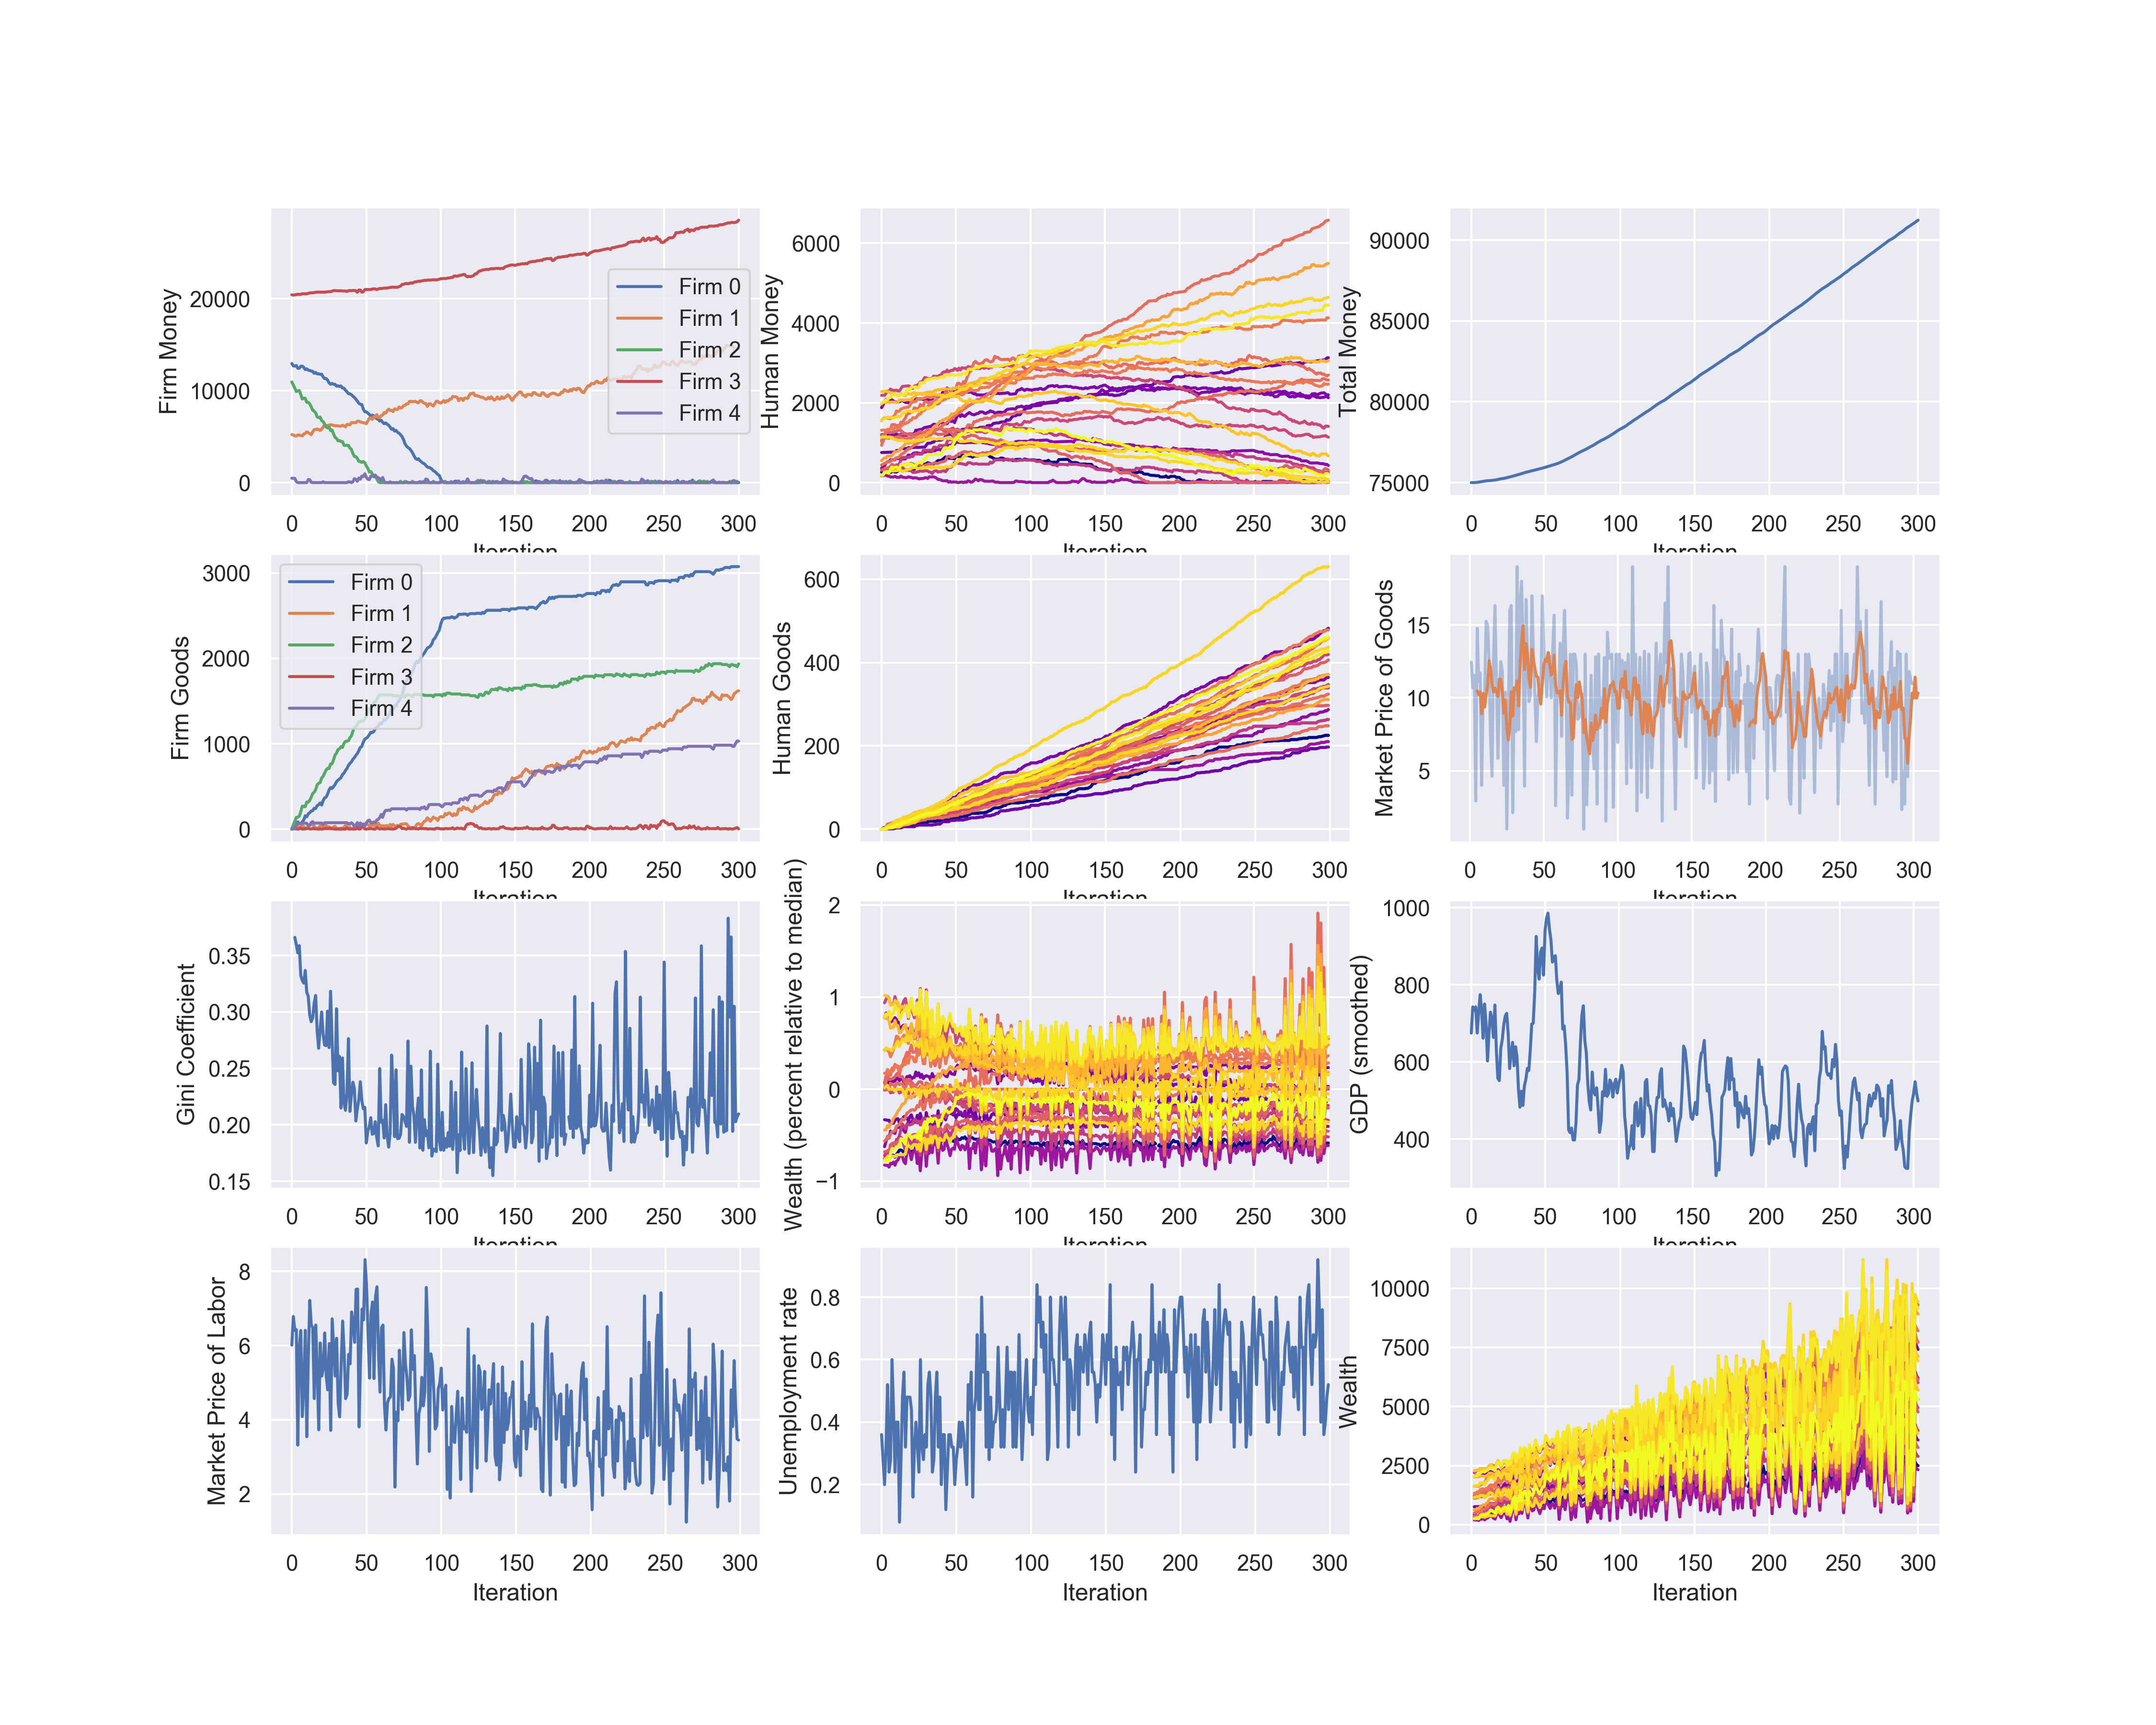 Firm Money
20000
10000
0
Firm 0
Firm 1
Firm 2
Firm 3
Firm 4
0 50 100 150 200 250 300
Iteration
Human Money
6000
4000
2000
0
0 50 100 150 200 250 300
Iteration
Total Money
90000
85000
80000
75000
0 50 100 150 200 250 300
Iteration
Firm Goods
3000
2000
1000
0
Firm 0
Firm 1
Firm 2
Firm 3
Firm 4
0 50 100 150 200 250 300
Iteration
Human Goods
600
400
200
0
0 50 100 150 200 250 300
Iteration
Market Price of Goods
15
10
5
0 50 100 150 200 250 300
Iteration
Gini Coefficient
0.35
0.30
0.25
0.20
0.15
0 50 100 150 200 250 300
Iteration
Wealth (percent relative to median)
2
1
0
−1
0 50 100 150 200 250 300
Iteration
GDP (smoothed)
1000
800
600
400
0 50 100 150 200 250 300
Iteration
Market Price of Labor
8
6
4
2
0 50 100 150 200 250 300
Iteration
Unemployment rate
0.8
0.6
0.4
0.2
0 50 100 150 200 250 300
Iteration
Wealth
10000
7500
5000
2500
0
0 50 100 150 200 250 300
Iteration